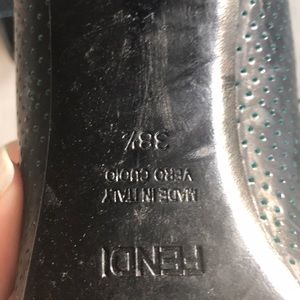 FENDI
MADE IN ITALY
VERO CUOIO
38½